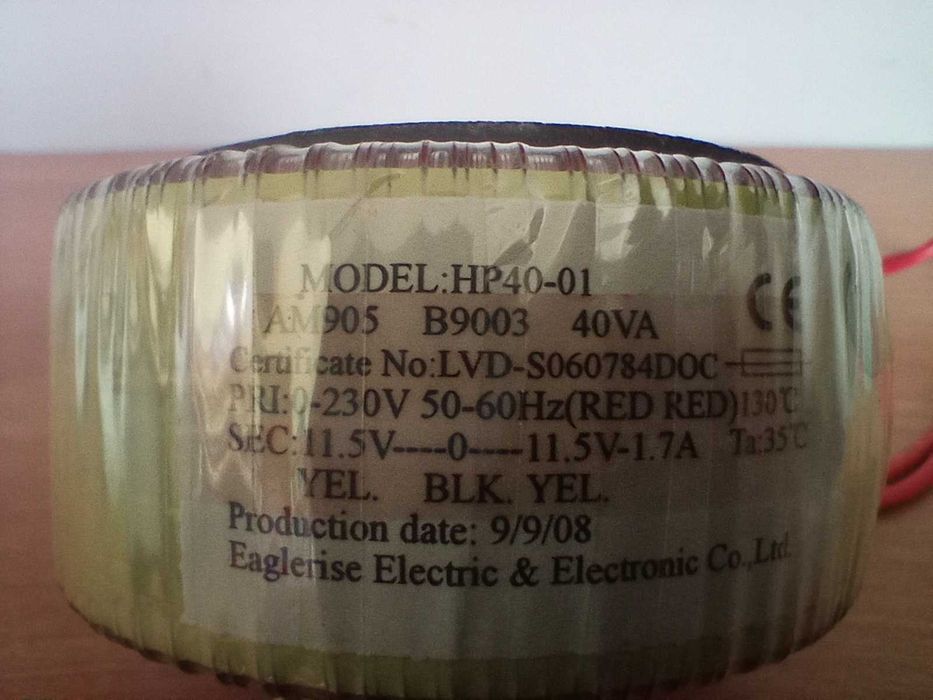 MODEL:HP40-01
CE
AM905 B9003 40VA
Certificate No:LVD-S060784DOC
PRI:0-230V 50-60Hz(RED RED) 130℃
SEC:11.5V----0----11.5V-1.7A Ta:35℃
YEL. BLK. YEL.
Production date: 9/9/08
Eaglerise Electric & Electronic Co.,Ltd.